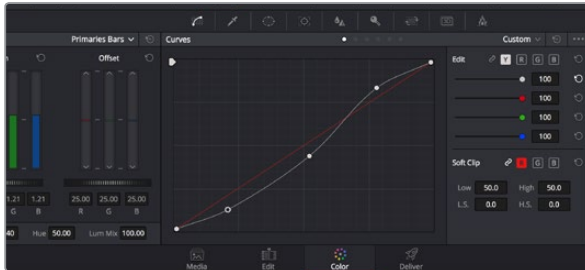 Primaries Bars
Curves
Custom
Offset
Edit
Y R G B
100
100
100
100
Soft Clip
R G B
Low 50.0 High 50.0
L.S. 0.0 H.S. 0.0
1.21 1.21 25.00 25.00 25.00
G B R G B
40 Hue 50.00 Lum Mix 100.00
Media Edit Color Deliver